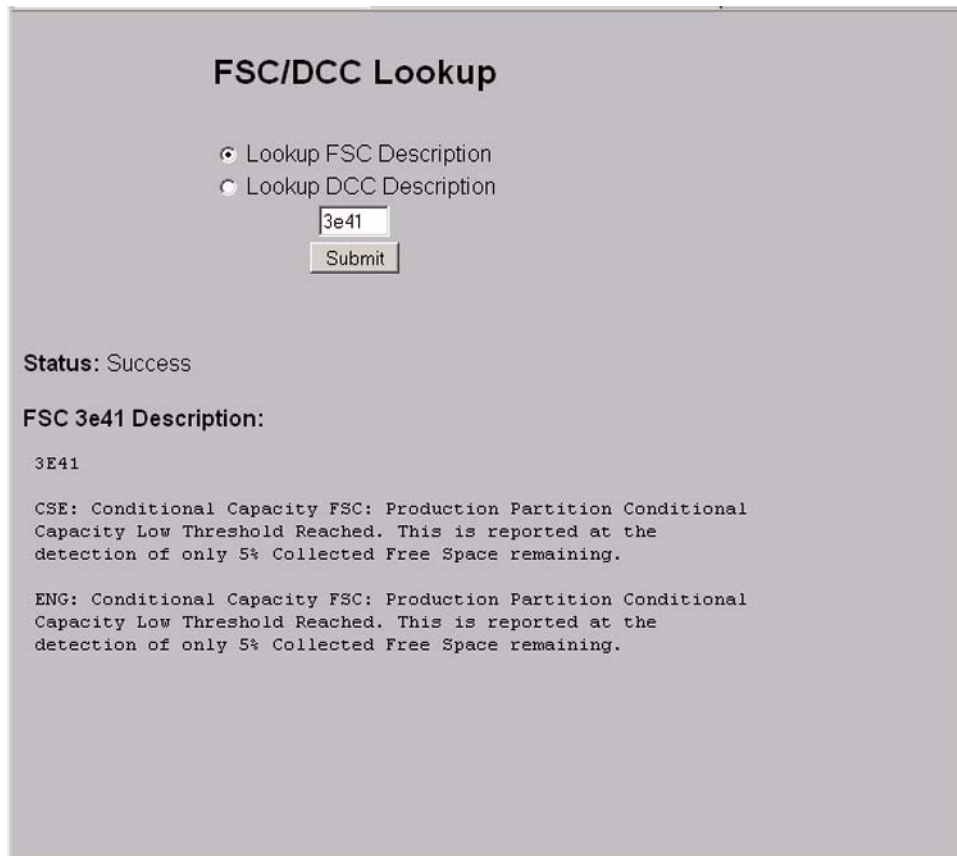 FSC/DCC Lookup
Lookup FSC Description
Lookup DCC Description
3e41
Submit
Status: Success
FSC 3e41 Description:
3E41
CSE: Conditional Capacity FSC: Production Partition Conditional
Capacity Low Threshold Reached. This is reported at the
detection of only 5% Collected Free Space remaining.
ENG: Conditional Capacity FSC: Production Partition Conditional
Capacity Low Threshold Reached. This is reported at the
detection of only 5% Collected Free Space remaining.